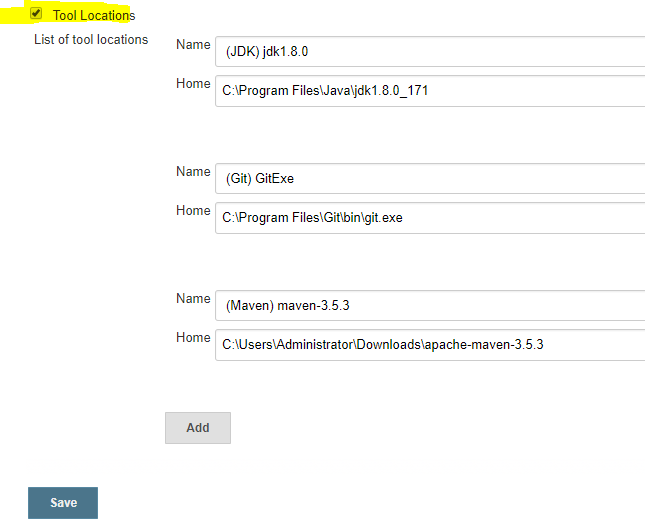 Tool Locations
List of tool locations
Name
(JDK) jdk1.8.0
Home
C:\Program Files\Java\jdk1.8.0_171
Name
(Git) GitExe
Home
C:\Program Files\Git\bin\git.exe
Name
(Maven) maven-3.5.3
Home
C:\Users\Administrator\Downloads\apache-maven-3.5.3
Add
Save